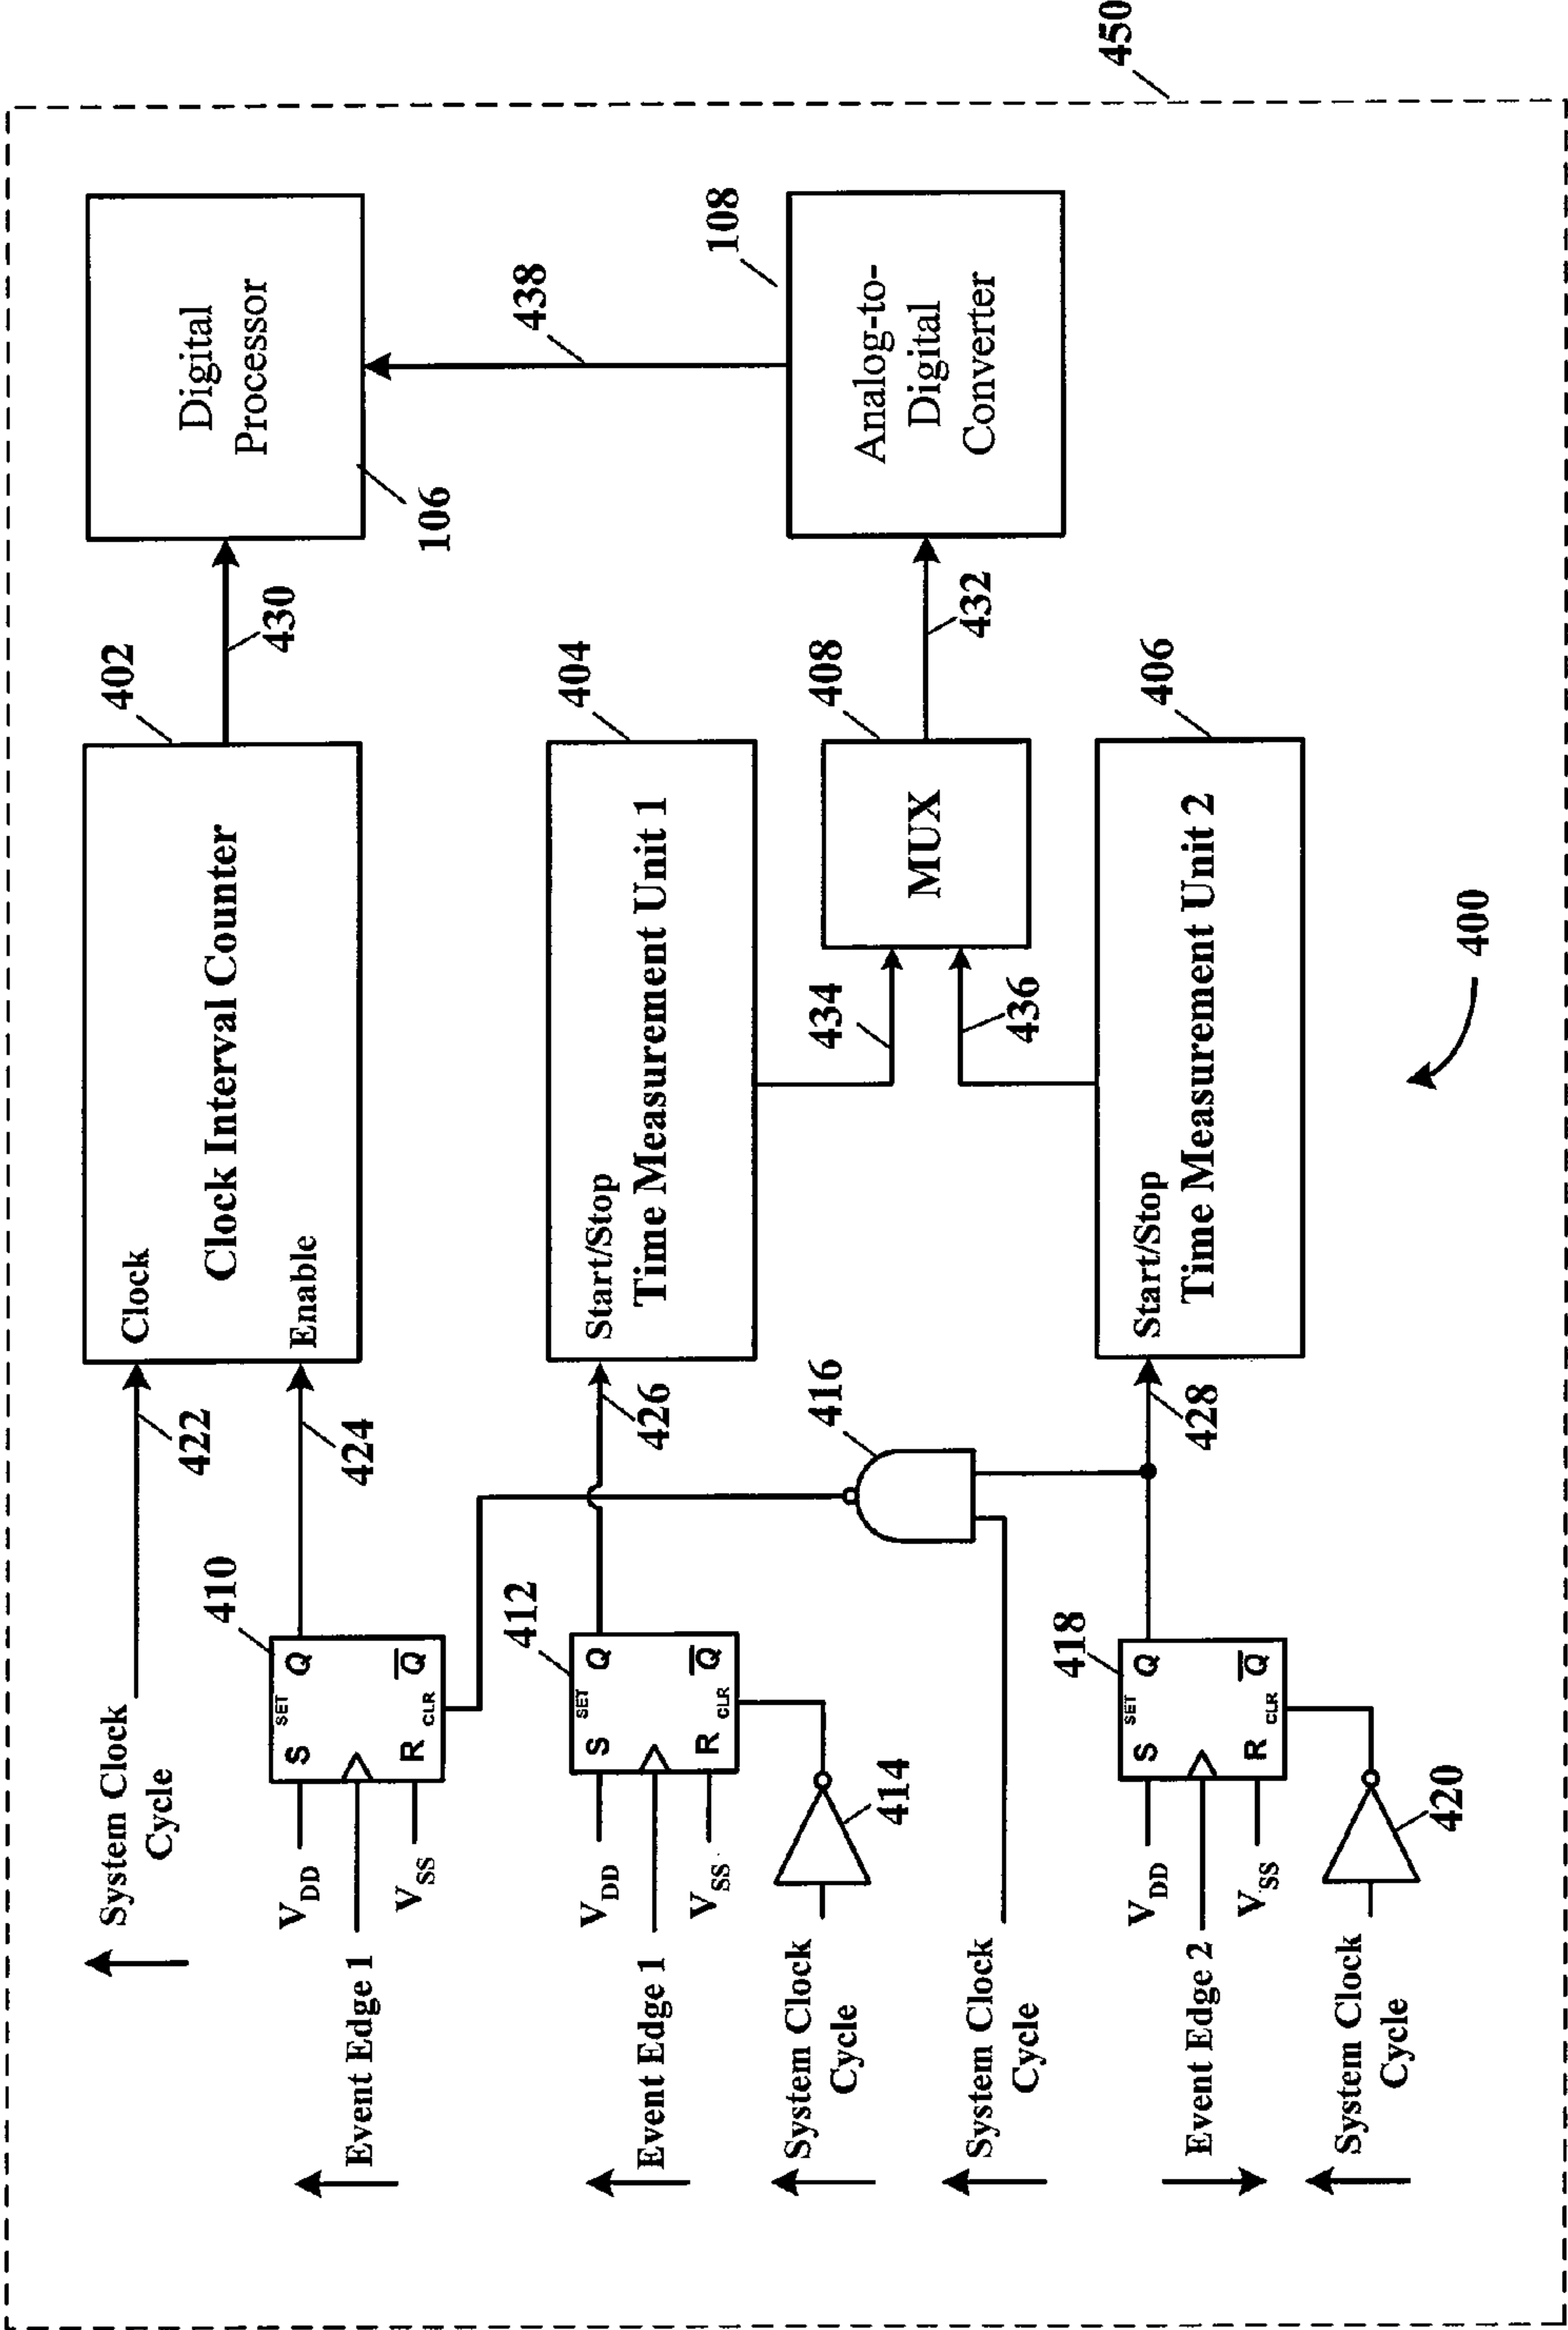 System Clock
Cycle
422
Clock
Clock Interval Counter
Enable
402
430
Digital
Processor
106
V DD
Event Edge 1
V SS
410
S
SET
Q
R
CLR
Q
424
V DD
Event Edge 1
V SS
412
S
SET
Q
R
CLR
Q
426
Start/Stop
Time Measurement Unit 1
404
438
System Clock
Cycle
414
416
434
436
MUX
408
432
Analog-to-
Digital
Converter
108
System Clock
Cycle
V DD
Event Edge 2
V SS
418
S
SET
Q
R
CLR
Q
428
Start/Stop
Time Measurement Unit 2
406
System Clock
Cycle
420
400
450